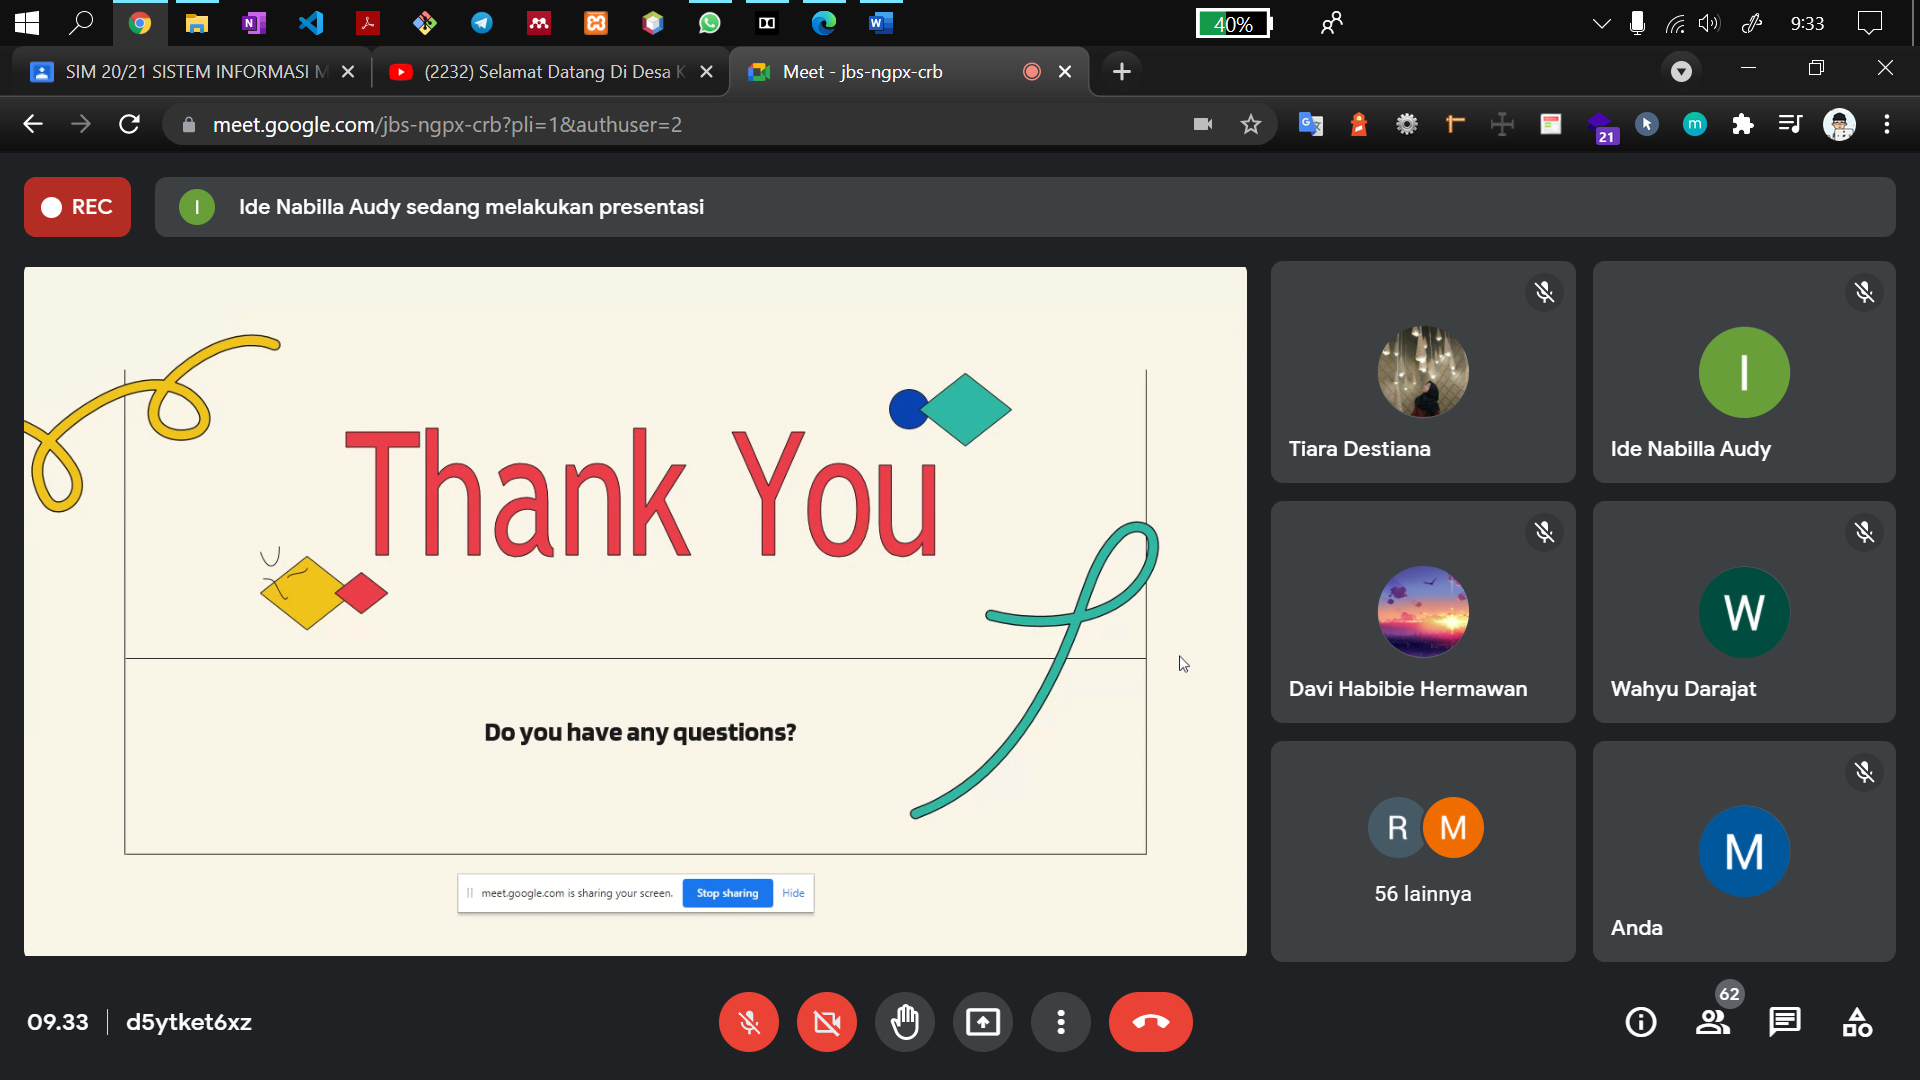 40%
9:33
SIM 20/21 SISTEM INFORMASI M
(2232) Selamat Datang Di Desa K
Meet - jbs-ngpx-crb
meet.google.com/jbs-ngpx-crb?pli=1&authuser=2
21
m
REC
I
Ide Nabilla Audy sedang melakukan presentasi
Thank You
Do you have any questions?
meet.google.com is sharing your screen.
Stop sharing
Hide
Tiara Destiana
I
Ide Nabilla Audy
Davi Habibie Hermawan
W
Wahyu Darajat
R
M
56 lainnya
M
Anda
09.33
d5ytket6xz
62